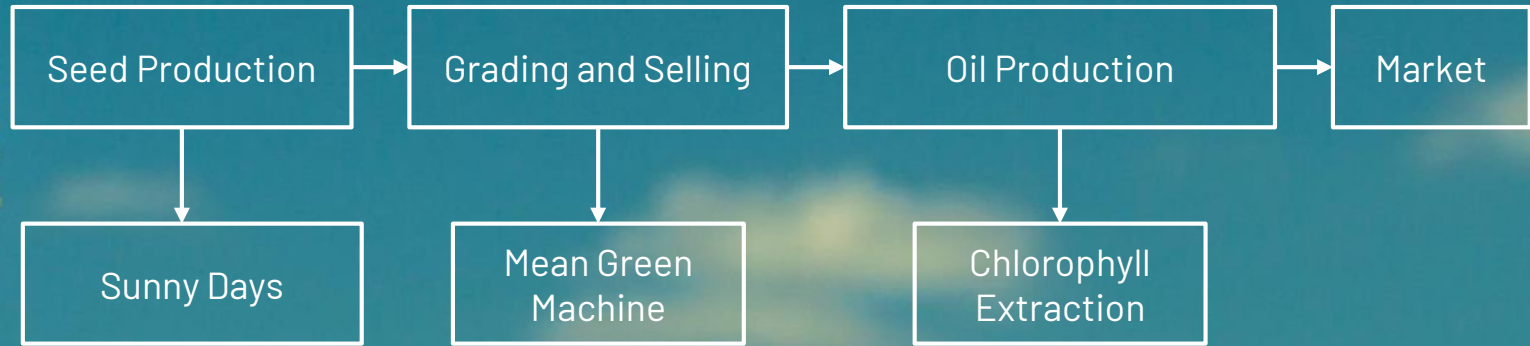 Seed Production
Grading and Selling
Oil Production
Market
Sunny Days
Mean Green
Machine
Chlorophyll
Extraction